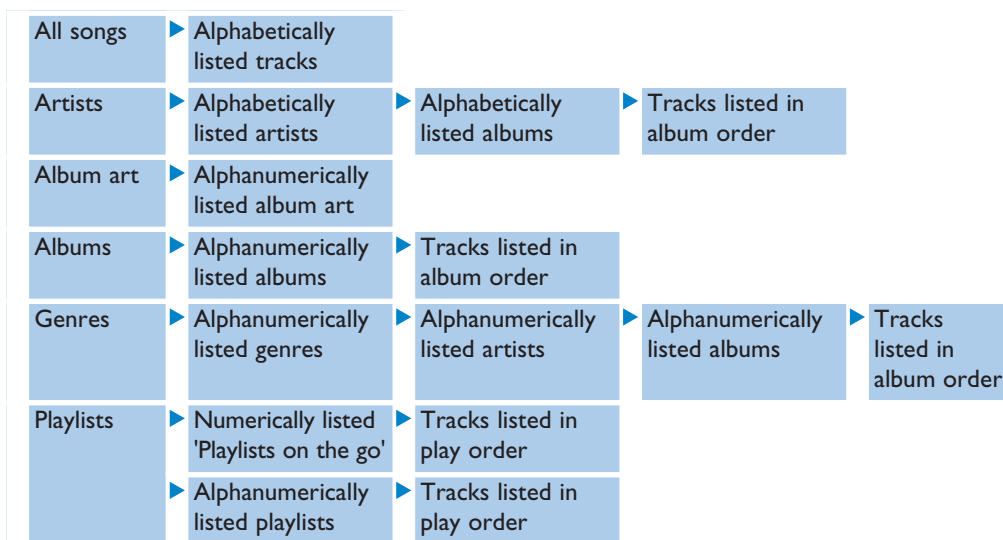 All songs
Alphabetically
listed tracks
Artists
Alphabetically
listed artists
Alphabetically
listed albums
Tracks listed in
album order
Album art
Alphanumerically
listed album art
Albums
Alphanumerically
listed albums
Tracks listed in
album order
Genres
Alphanumerically
listed genres
Alphanumerically
listed artists
Alphanumerically
listed albums
Tracks
listed in
album order
Playlists
Numerically listed
'Playlists on the go'
Tracks listed in
play order
Alphanumerically
listed playlists
Tracks listed in
play order